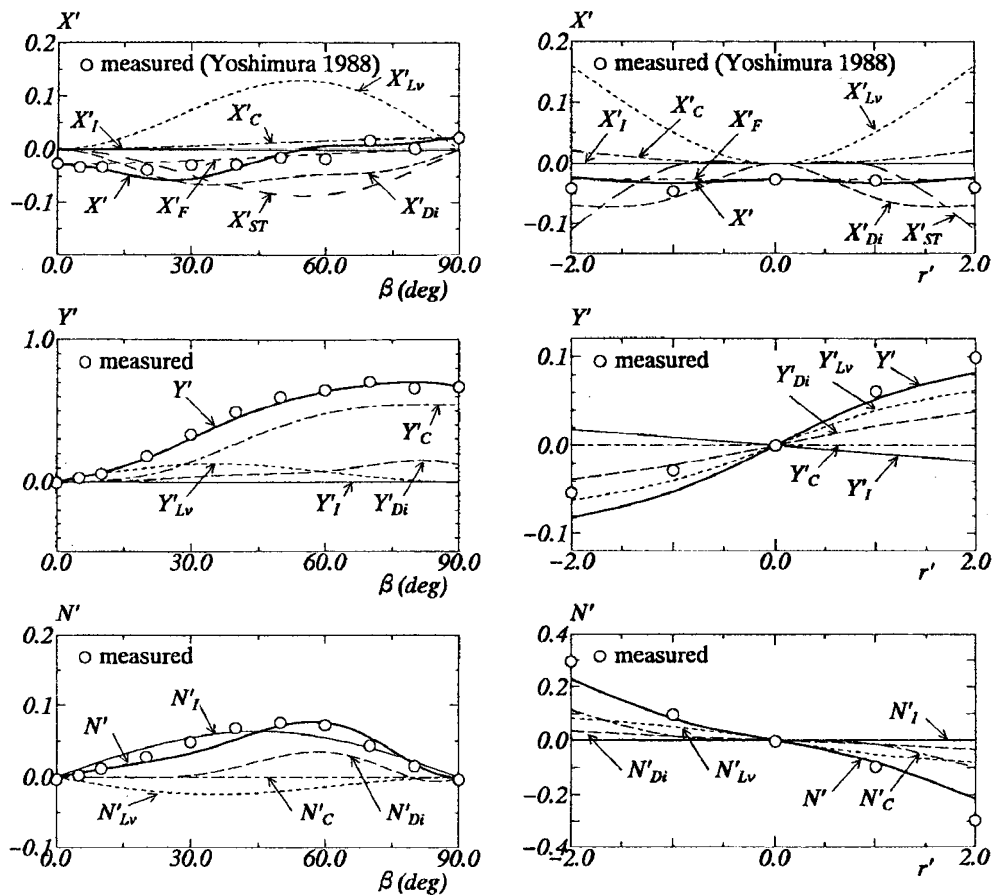 X'
0.2
measured (Yoshimura 1988)
0.1
0.0
-0.1
X'I
X'C
X'Lv
X'
X'F
X'ST
X'Di
0.0
30.0
60.0
90.0
β (deg)
X'
0.2
measured (Yoshimura 1988)
0.1
0.0
-0.1
X'I
X'C
X'F
X'Lv
X'
X'Di
X'ST
-2.0
0.0
2.0
r'
Y'
1.0
measured
0.0
Y'
Y'C
Y'Lv
Y'I
Y'Di
0.0
30.0
60.0
90.0
β (deg)
Y'
0.1
measured
0.0
-0.1
Y'Di
Y'Lv
Y'
Y'C
Y'I
-2.0
0.0
2.0
r'
N'
0.2
measured
0.1
0.0
-0.1
N'
N'I
N'Lv
N'C
N'Di
0.0
30.0
60.0
90.0
β (deg)
N'
0.4
measured
0.2
0.0
-0.2
-0.4
N'Di
N'Lv
N'
N'C
N'I
-2.0
0.0
2.0
r'